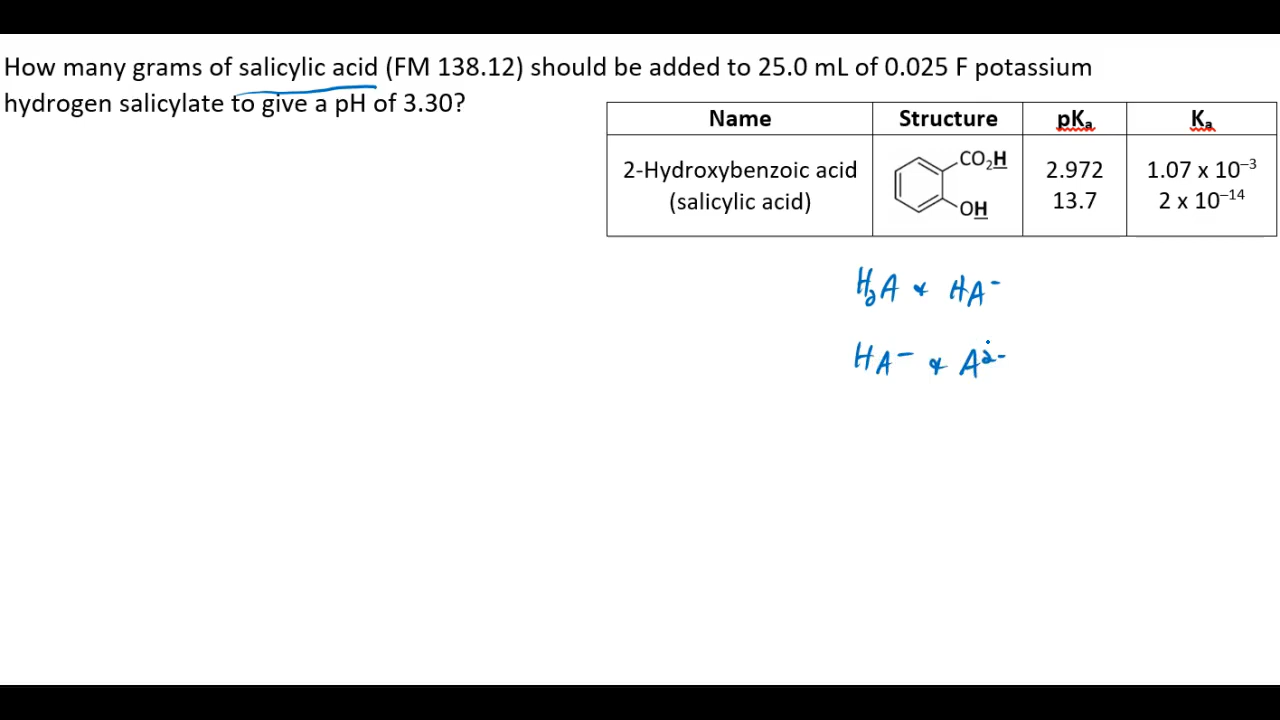 How many grams of salicylic acid (FM 138.12) should be added to 25.0 mL of 0.025 F potassium
hydrogen salicylate to give a pH of 3.30?
Name Structure pKₐ Kₐ
2-Hydroxybenzoic acid
(salicylic acid)
CO₂H
OH
2.972
13.7
1.07 x 10⁻³
2 x 10⁻¹⁴
H₂A & HA⁻
HA⁻ & A²⁻